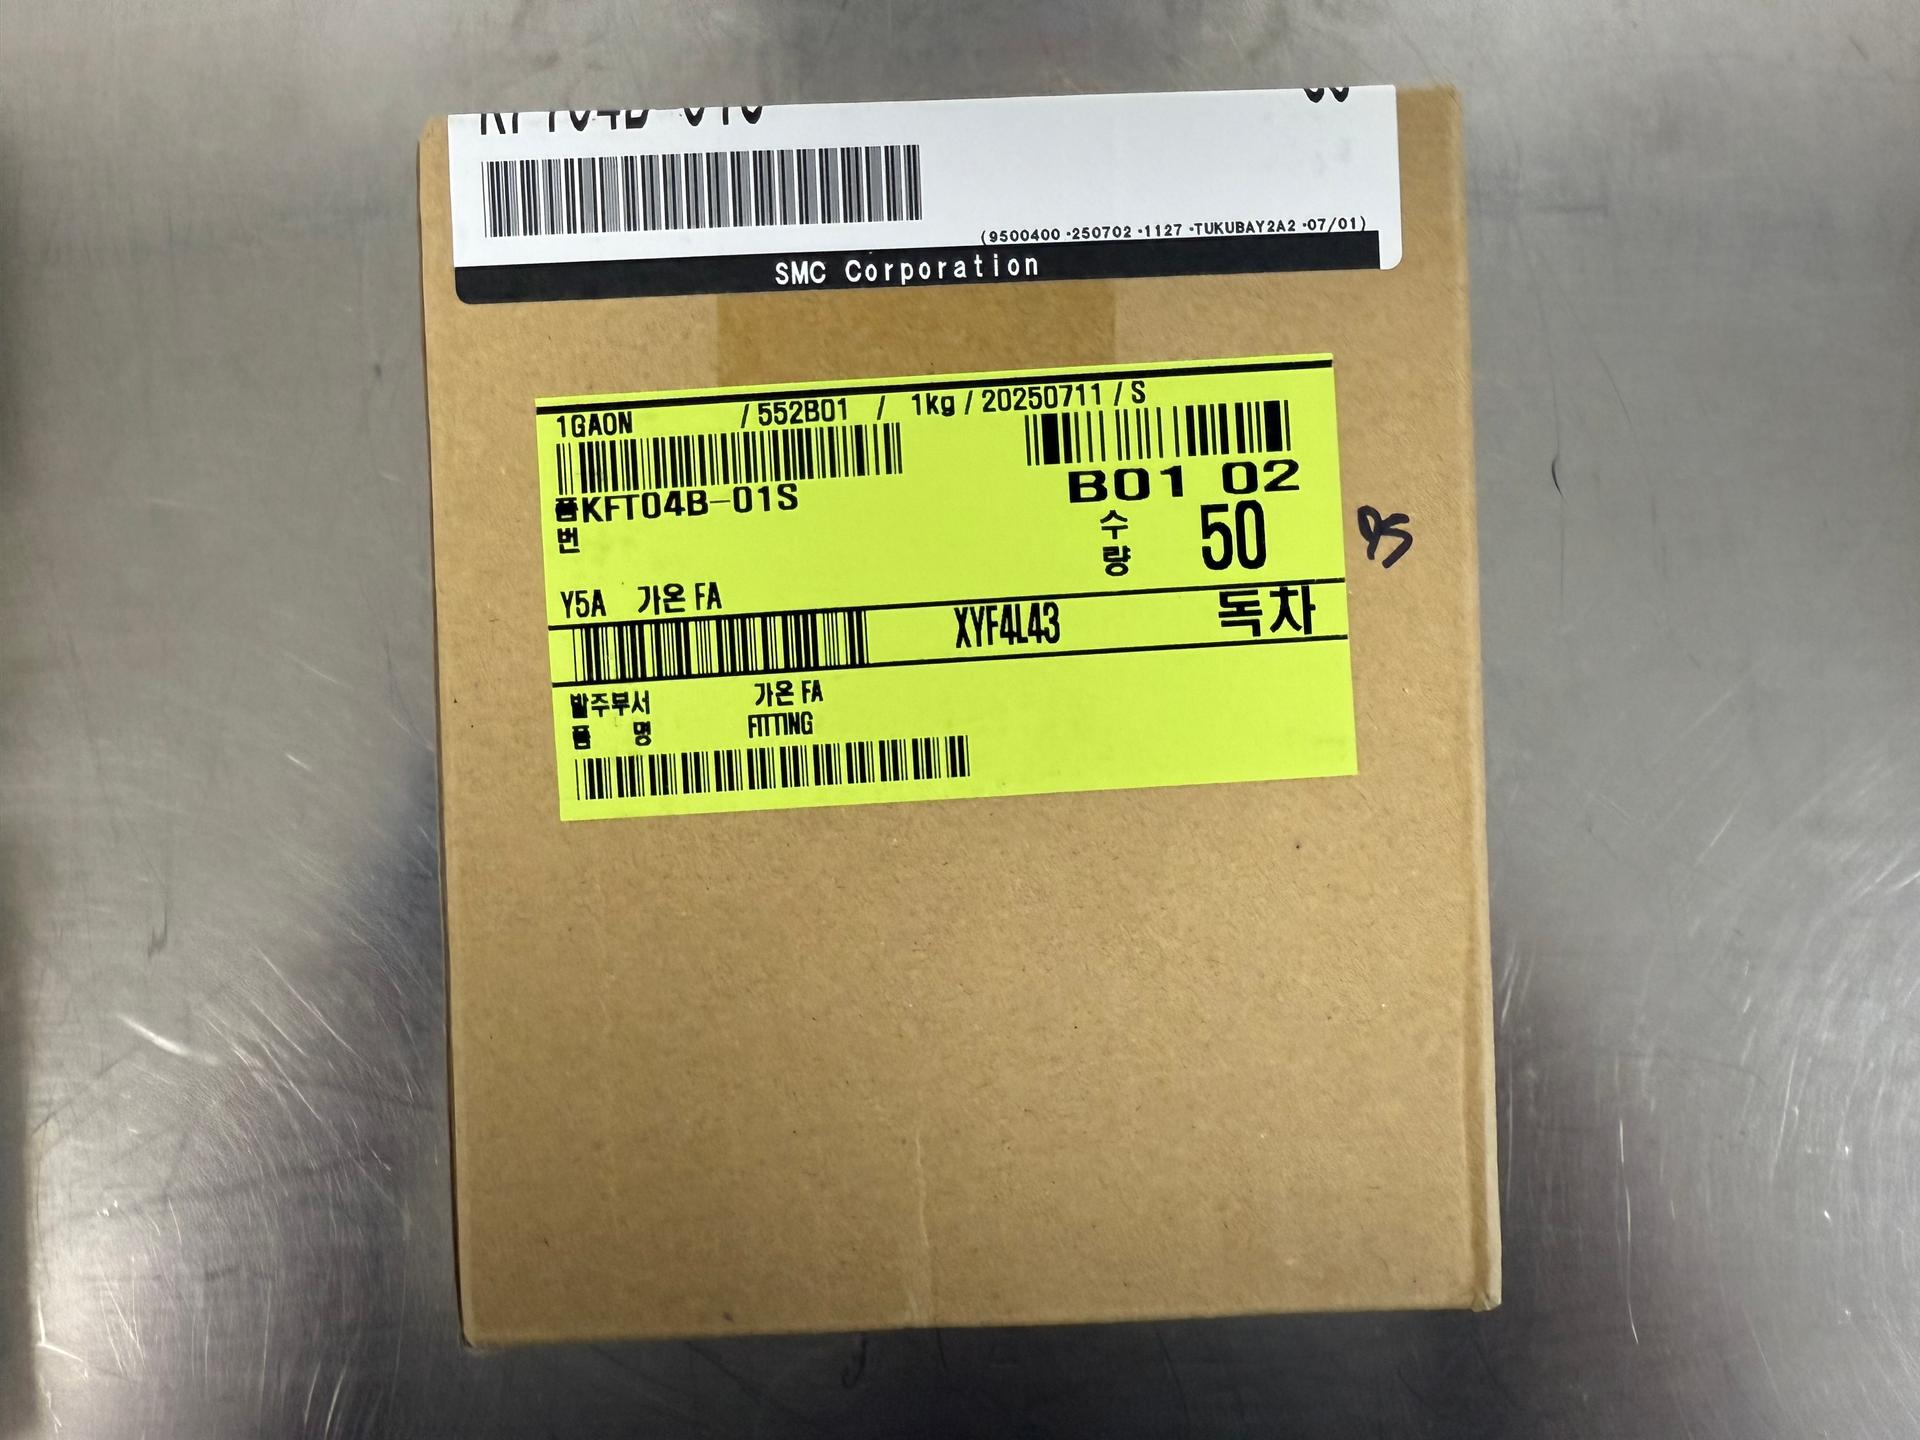 (9500400 -250702 -1127 -TUKUBAY2A2 -07/01)
SMC Corporation
1GAON / 552B01 / 1kg / 20250711 / S
품번 KFT04B-01S
B01 02
수량 50
Y5A 가온 FA
XYF4L43 독차
발주부서 가온 FA
품 명 FITTING